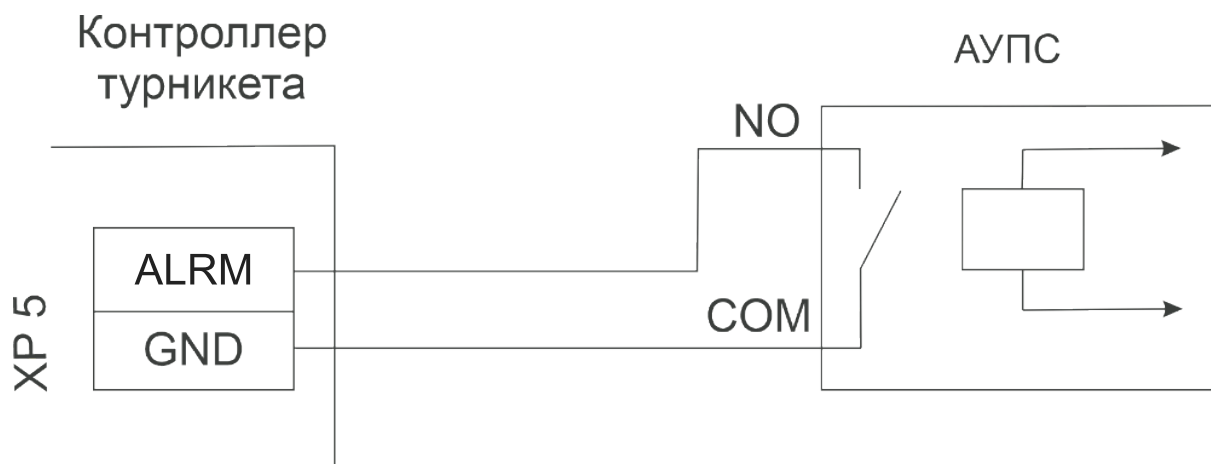 Контроллер
турникета
АУПС
NO
ALRM
COM
GND
XP 5